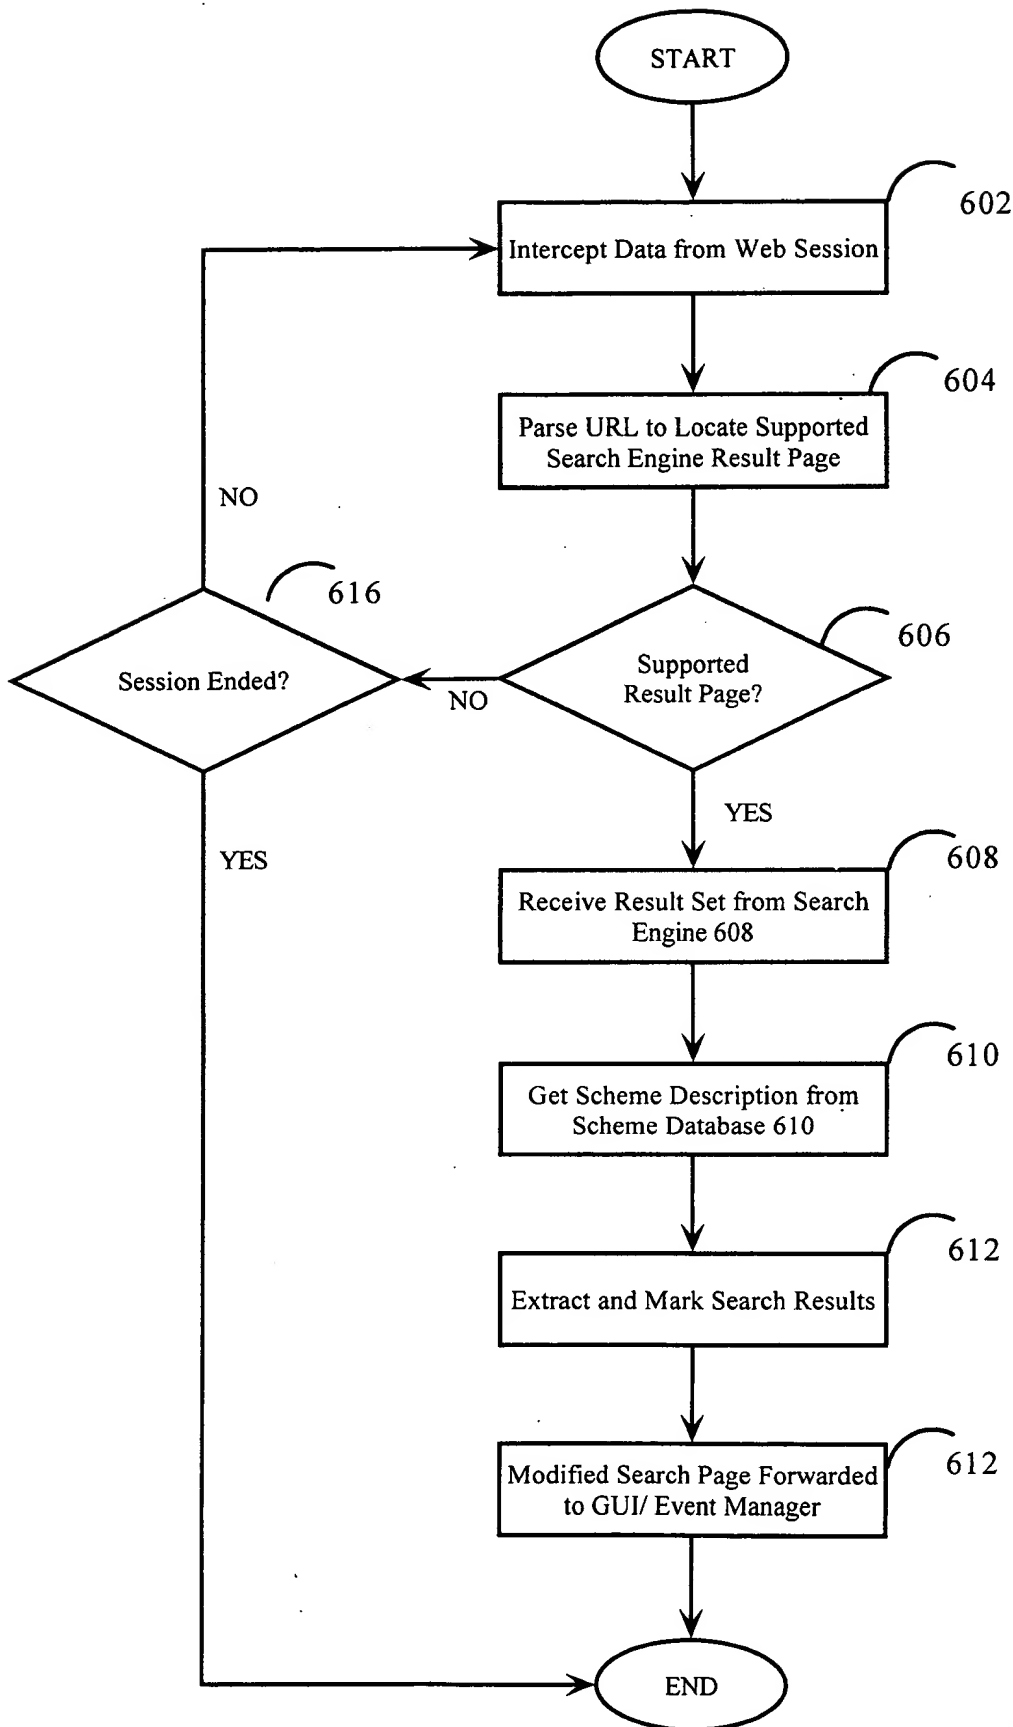 START
602
Intercept Data from Web Session
604
Parse URL to Locate Supported
Search Engine Result Page
NO
616
606
Session Ended?
Supported
Result Page?
NO
YES
YES
608
Receive Result Set from Search
Engine 608
610
Get Scheme Description from
Scheme Database 610
612
Extract and Mark Search Results
612
Modified Search Page Forwarded
to GUI/ Event Manager
END